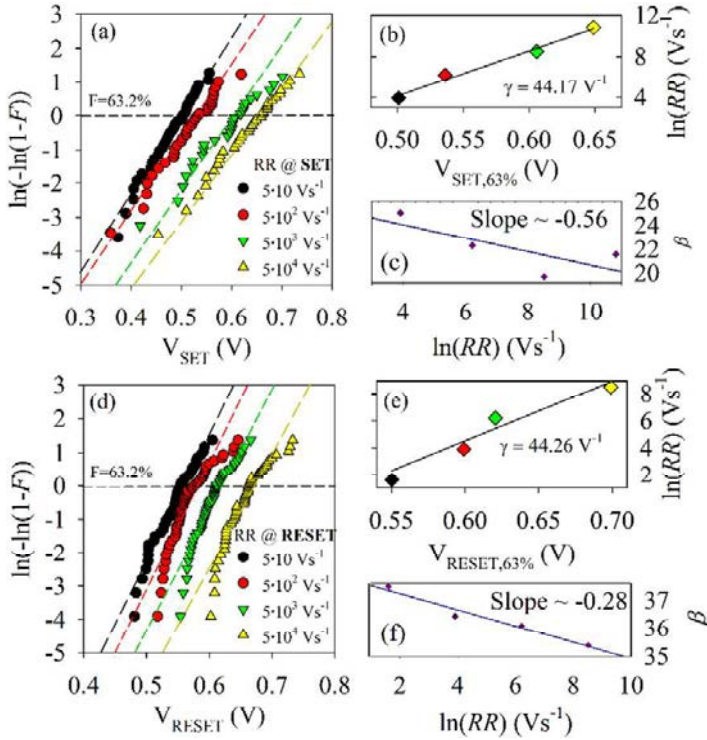 3
2
1
0
-1
-2
-3
-4
-5
(a)
F=63.2%
RR @ SET
5·10 Vs⁻¹
5·10² Vs⁻¹
5·10³ Vs⁻¹
5·10⁴ Vs⁻¹
ln(-ln(1-F))
0.3 0.4 0.5 0.6 0.7 0.8
V_SET (V)
(b)
γ = 44.17 V⁻¹
12
8
4
ln(RR) (Vs⁻¹)
0.50 0.55 0.60 0.65
V_SET,63% (V)
Slope ~ -0.56
(c)
26
24
22
20
β
4 6 8 10
ln(RR) (Vs⁻¹)
3
2
1
0
-1
-2
-3
-4
-5
(d)
F=63.2%
RR @ RESET
5·10 Vs⁻¹
5·10² Vs⁻¹
5·10³ Vs⁻¹
5·10⁴ Vs⁻¹
ln(-ln(1-F))
0.4 0.5 0.6 0.7 0.8
V_RESET (V)
(e)
γ = 44.26 V⁻¹
8
6
4
2
ln(RR) (Vs⁻¹)
0.55 0.60 0.65 0.70
V_RESET,63% (V)
Slope ~ -0.28
(f)
37
36
35
β
2 4 6 8 10
ln(RR) (Vs⁻¹)